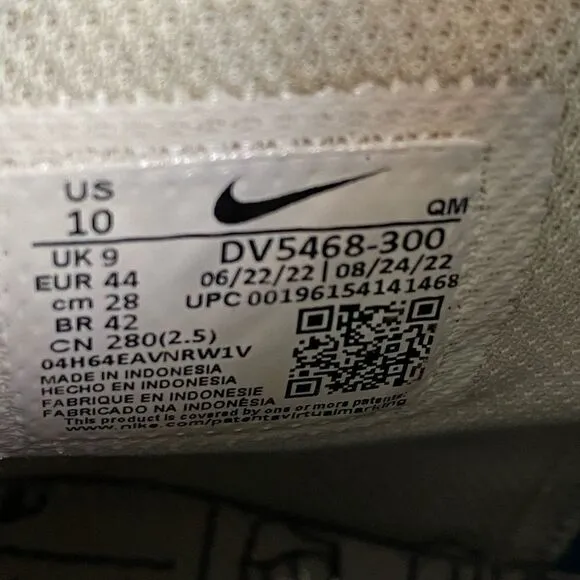 US
10
QM
UK 9
DV5468-300
EUR 44
06/22/22 | 08/24/22
cm 28
UPC 00196154141468
BR 42
CN 280(2.5)
04H64EAVNRW1V
MADE IN INDONESIA
HECHO EN INDONESIA
FABRIQUE EN INDONESIE
FABRICADO NA INDONÉSIA
This product is covered by one or more patents.
www.nike.com/patentsvirtualmarking